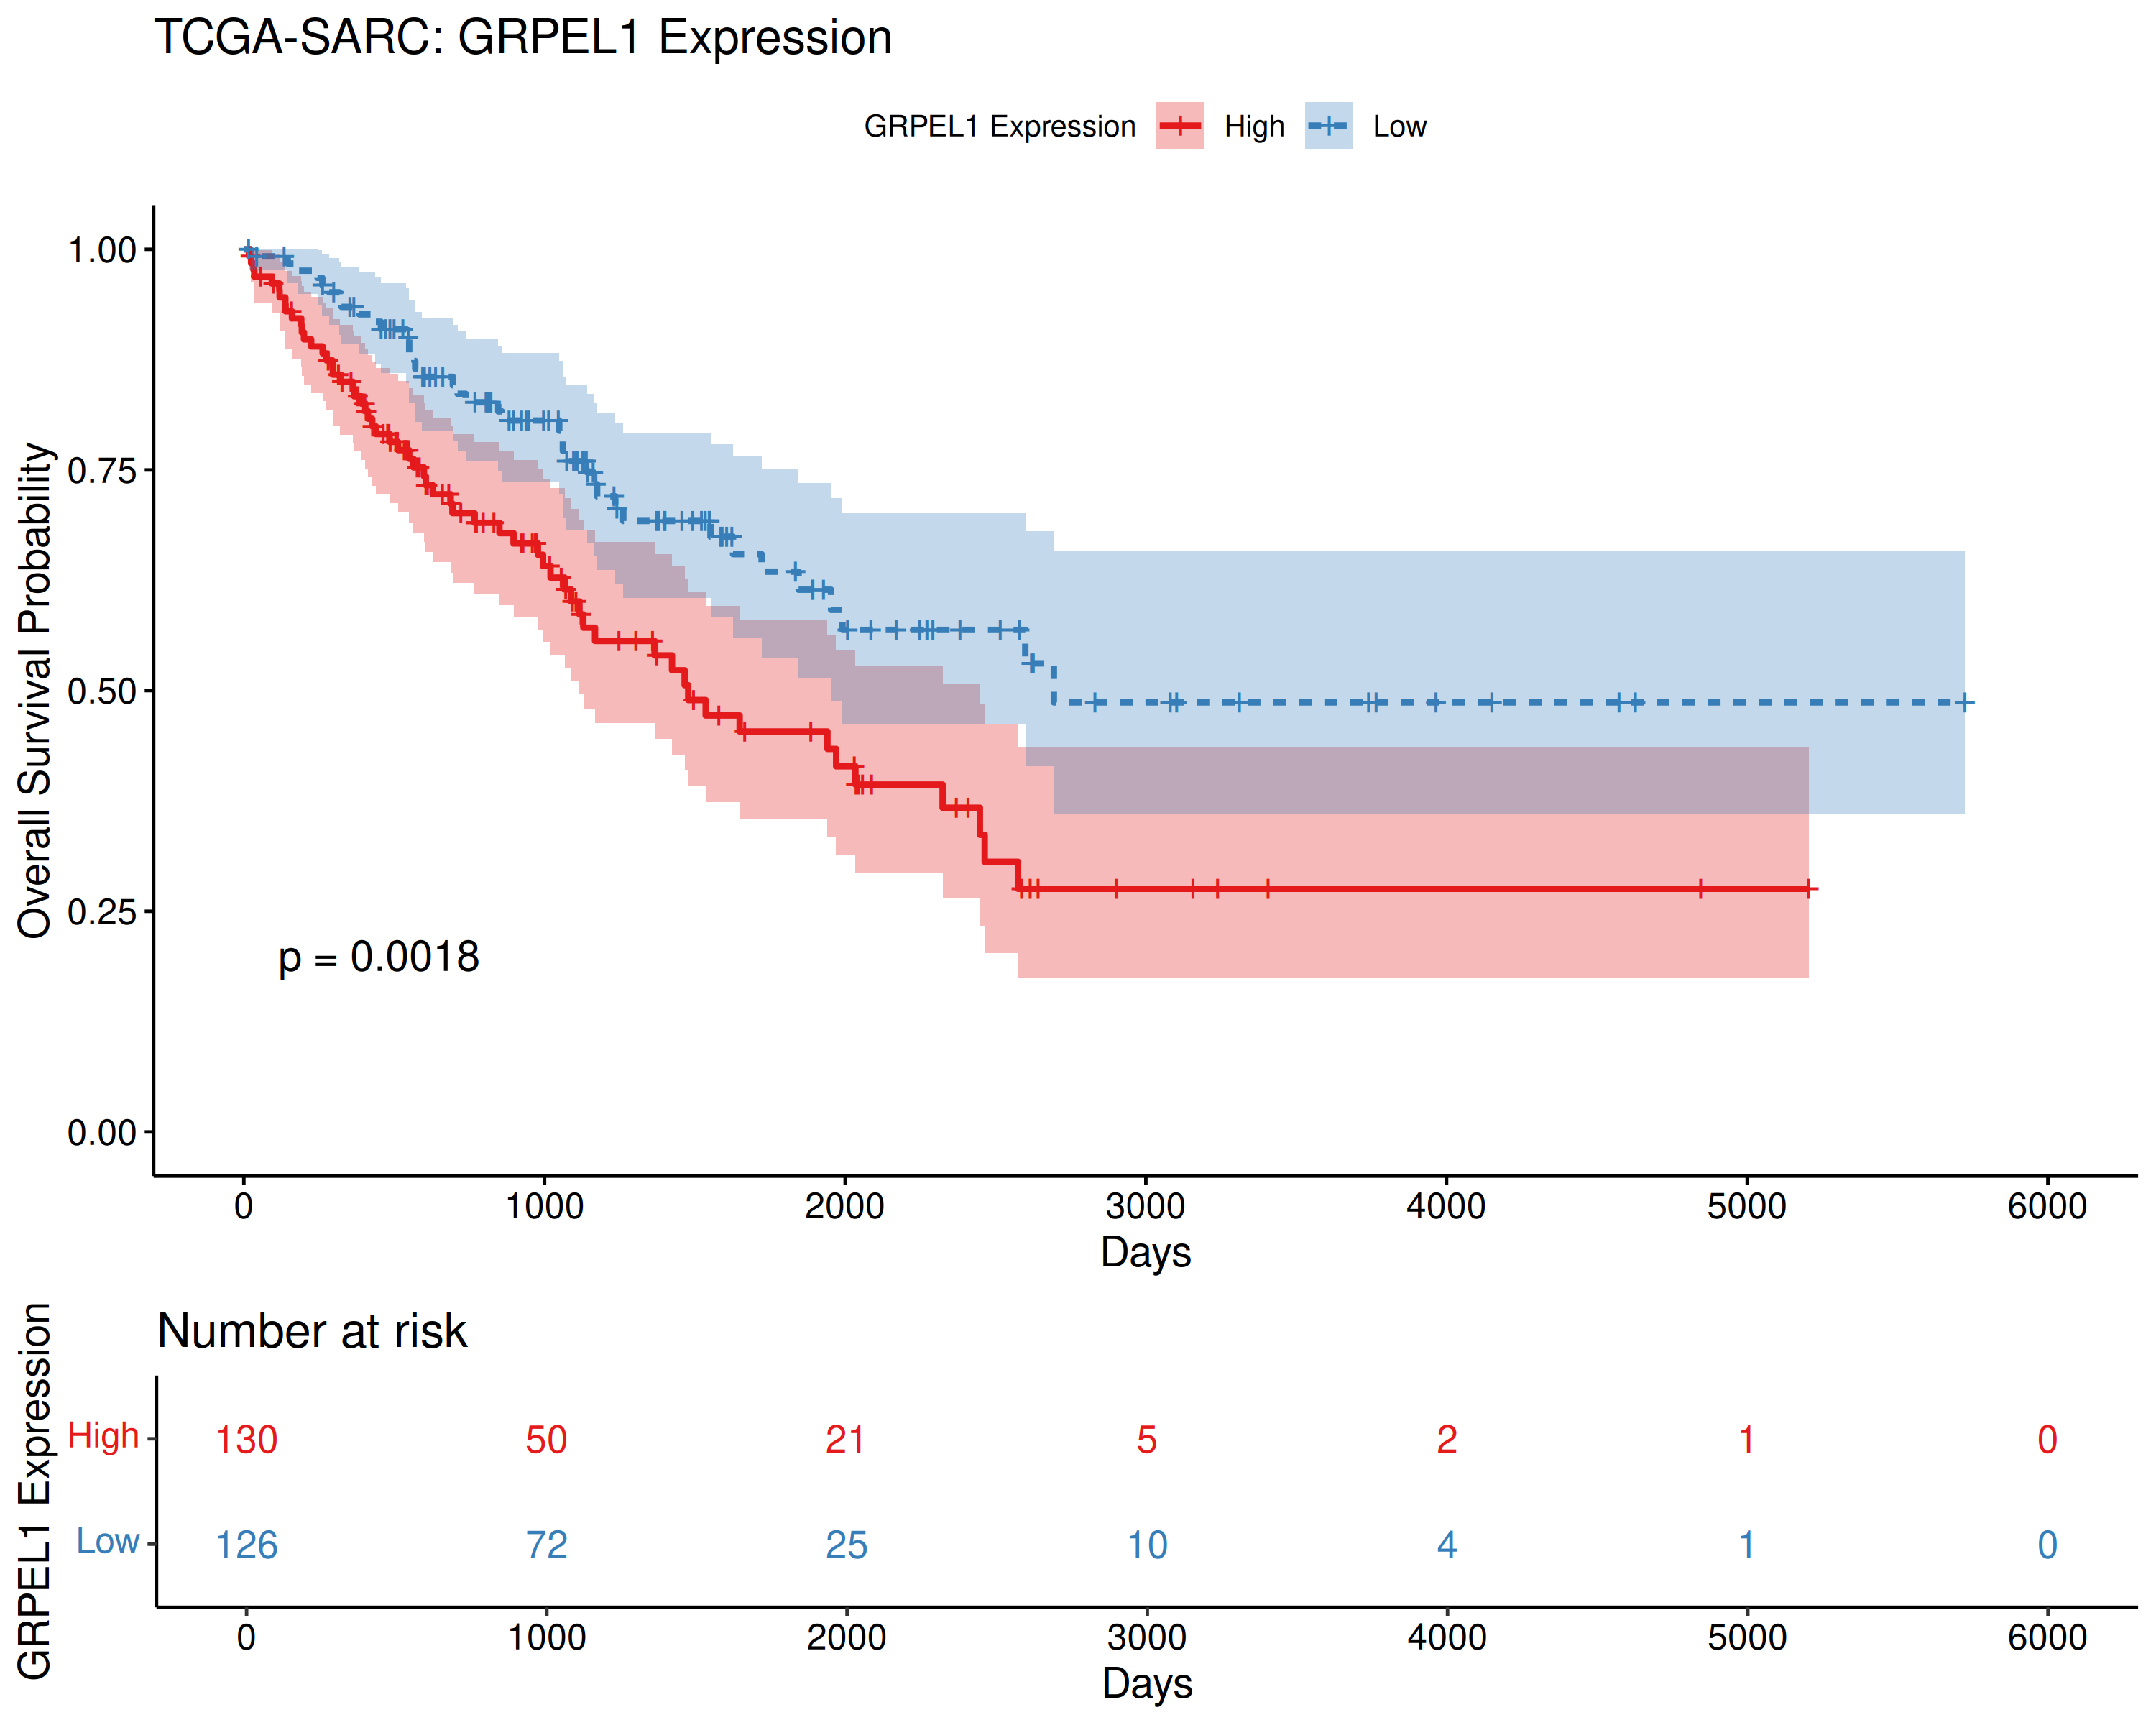 TCGA-SARC: GRPEL1 Expression
GRPEL1 Expression High Low
Overall Survival Probability
1.00
0.75
0.50
0.25
0.00
p = 0.0018
0 1000 2000 3000 4000 5000 6000
Days
Number at risk
GRPEL1 Expression
High 130 50 21 5 2 1 0
Low 126 72 25 10 4 1 0
0 1000 2000 3000 4000 5000 6000
Days